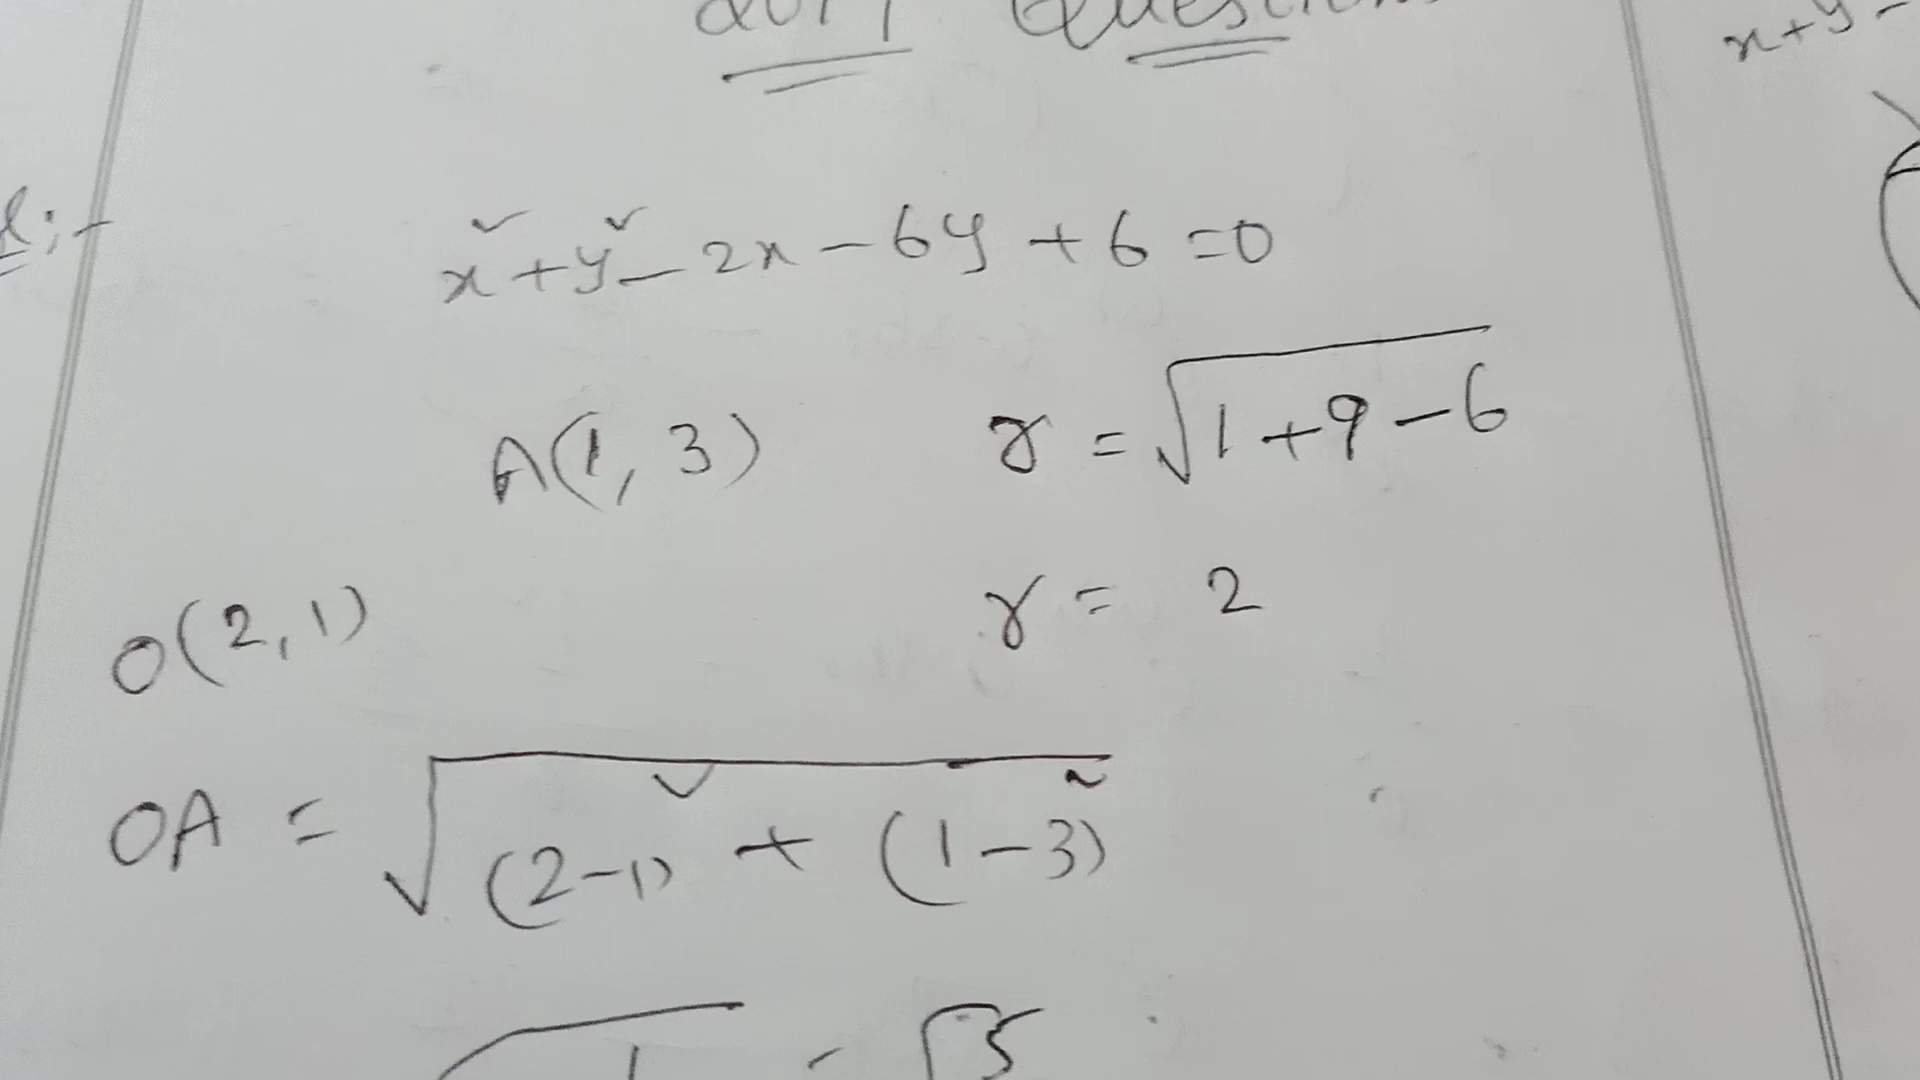 x²+y²-2x-6y+6=0
A(1,3)
r=√1+9-6
r=2
O(2,1)
OA=√(2-1)²+(1-3)²
=√5
x+y